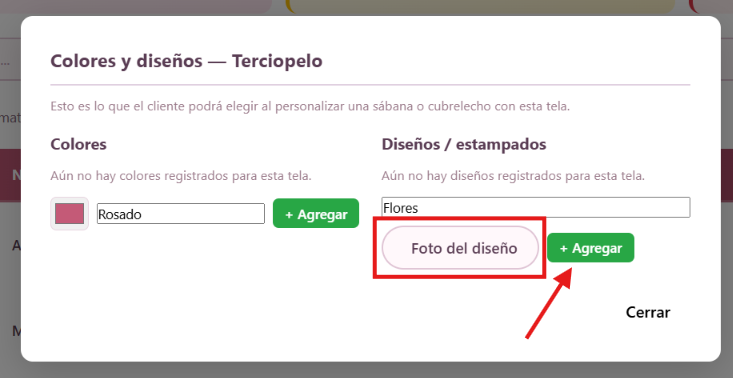 Colores y diseños — Terciopelo
Esto es lo que el cliente podrá elegir al personalizar una sábana o cubrelecho con esta tela.
Colores
Aún no hay colores registrados para esta tela.
Rosado
+ Agregar
Diseños / estampados
Aún no hay diseños registrados para esta tela.
Flores
Foto del diseño
+ Agregar
Cerrar
mat
N
A
M